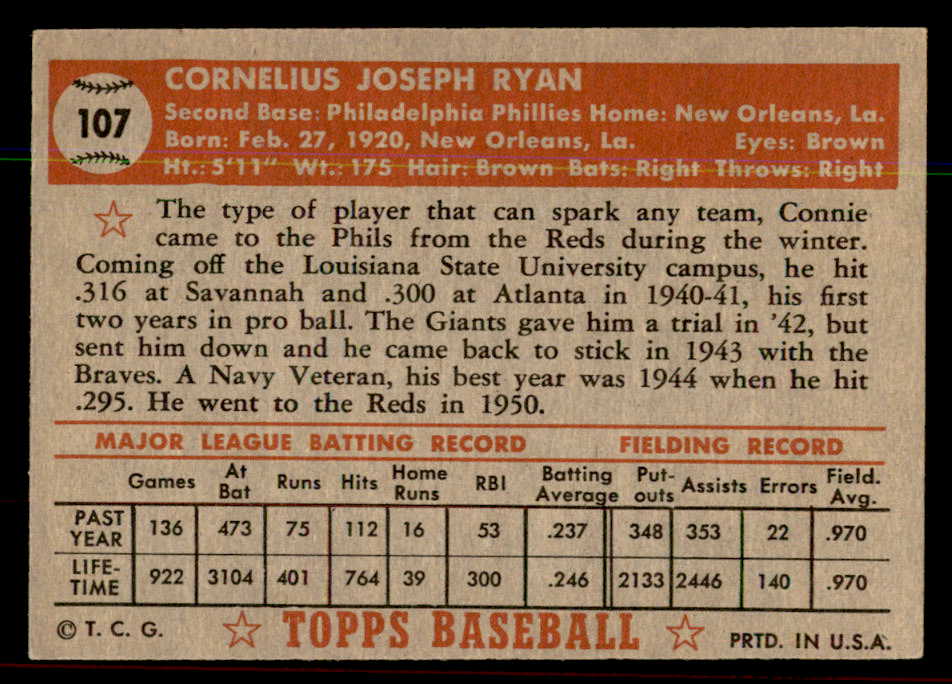 107
CORNELIUS JOSEPH RYAN
Second Base: Philadelphia Phillies Home: New Orleans, La.
Born: Feb. 27, 1920, New Orleans, La. Eyes: Brown
Ht.: 5'11" Wt.: 175 Hair: Brown Bats: Right Throws: Right
The type of player that can spark any team, Connie
came to the Phils from the Reds during the winter.
Coming off the Louisiana State University campus, he hit
.316 at Savannah and .300 at Atlanta in 1940-41, his first
two years in pro ball. The Giants gave him a trial in '42, but
sent him down and he came back to stick in 1943 with the
Braves. A Navy Veteran, his best year was 1944 when he hit
.295. He went to the Reds in 1950.
MAJOR LEAGUE BATTING RECORD FIELDING RECORD
Games At Bat Runs Hits Home Runs RBI Batting Average Put-outs Assists Errors Field. Avg.
PAST YEAR 136 473 75 112 16 53 .237 348 353 22 .970
LIFE-TIME 922 3104 401 764 39 300 .246 2133 2446 140 .970
© T. C. G. TOPPS BASEBALL PRTD. IN U.S.A.